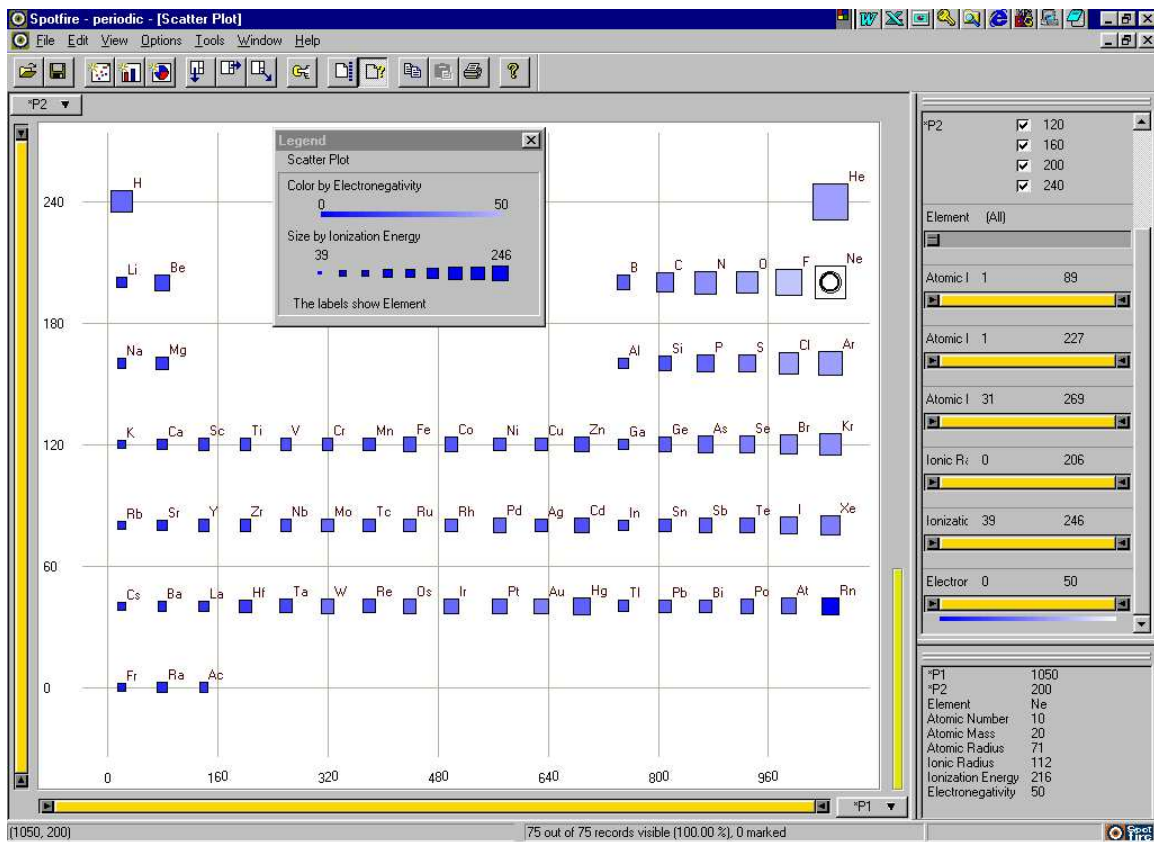 Spotfire - periodic - [Scatter Plot]
File Edit View Options Tools Window Help
*P2
Legend
Scatter Plot
Color by Electronegativity
0 50
Size by Ionization Energy
39 246
The labels show Element
H He
240
Li Be B C N O F Ne
180
Na Mg Al Si P S Cl Ar
120
K Ca Sc Ti V Cr Mn Fe Co Ni Cu Zn Ga Ge As Se Br Kr
Rb Sr Y Zr Nb Mo Tc Ru Rh Pd Ag Cd In Sn Sb Te I Xe
60
Cs Ba La Hf Ta W Re Os Ir Pt Au Hg Tl Pb Bi Po At Rn
0
Fr Ra Ac
0 160 320 480 640 800 960
*P1
*P2 120
160
200
240
Element (All)
Atomic I 1 89
Atomic I 1 227
Atomic I 31 269
Ionic Ra 0 206
Ionizatic 39 246
Electror 0 50
*P1 1050
*P2 200
Element Ne
Atomic Number 10
Atomic Mass 20
Atomic Radius 71
Ionic Radius 112
Ionization Energy 216
Electronegativity 50
(1050, 200)
75 out of 75 records visible (100.00 %), 0 marked
Spot
fire